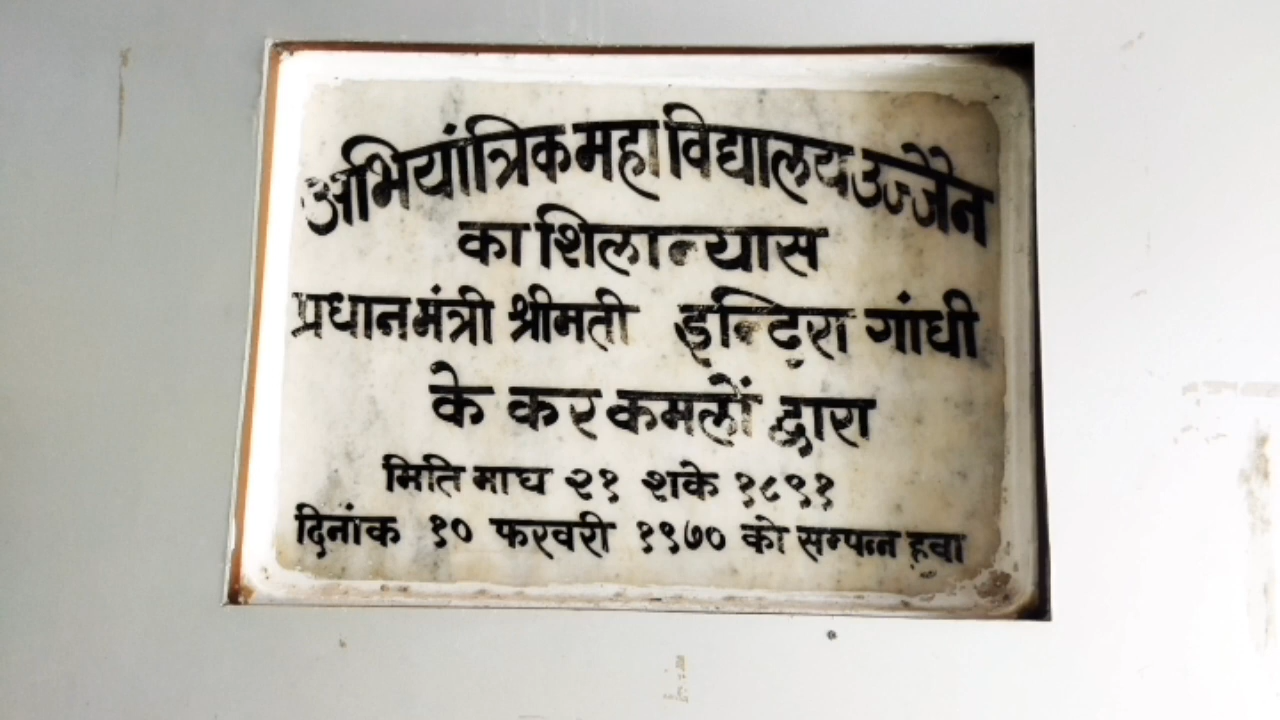 अभियांत्रिक महाविद्यालय उज्जैन
का शिलान्यास
प्रधानमंत्री श्रीमती इन्दिरा गांधी
के कर कमलों द्वारा
मिति माघ २१ शके १८९१
दिनांक १० फरवरी १९७० को सम्पन्न हुवा